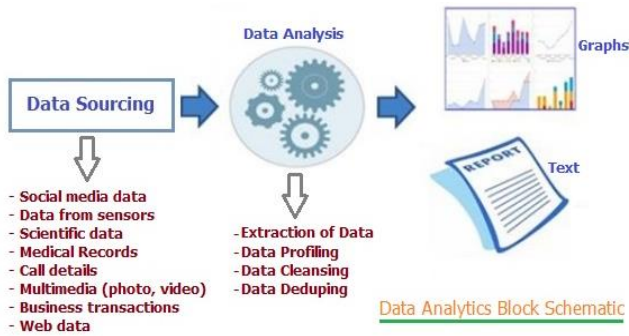 Data Sourcing
- Social media data
- Data from sensors
- Scientific data
- Medical Records
- Call details
- Multimedia (photo, video)
- Business transactions
- Web data
Data Analysis
-Extraction of Data
-Data Profiling
-Data Cleansing
-Data Deduping
Graphs
REPORT
Text
Data Analytics Block Schematic